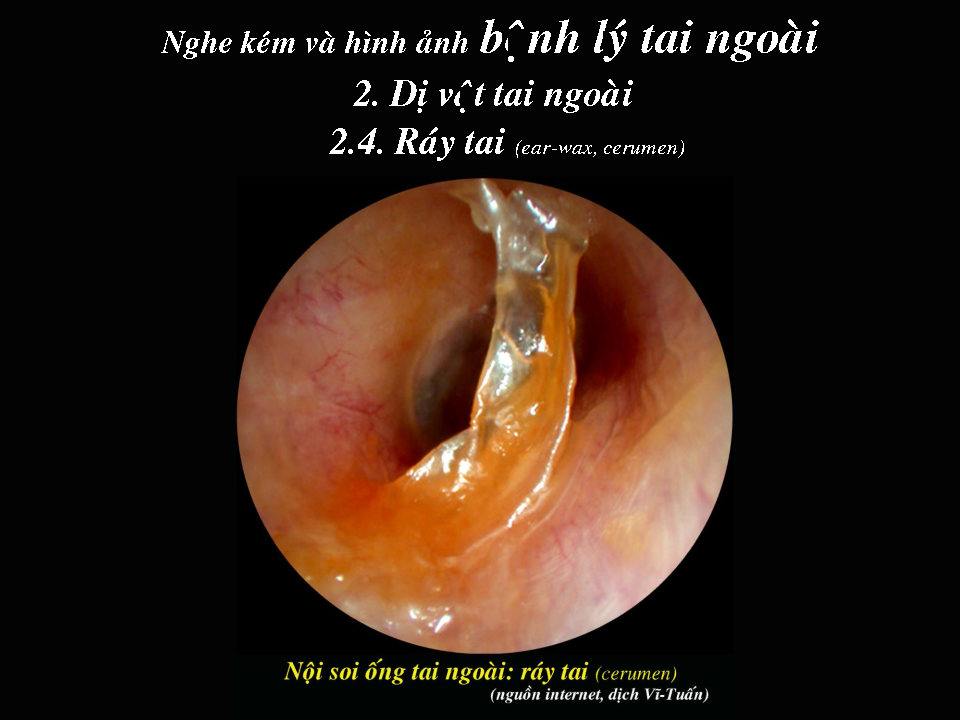 Nghe kém và hình ảnh bệnh lý tai ngoài
2. Dị vật tai ngoài
2.4. Ráy tai (ear-wax, cerumen)
Nội soi ống tai ngoài: ráy tai (cerumen)
(nguồn internet, dịch Vĩ-Tuấn)